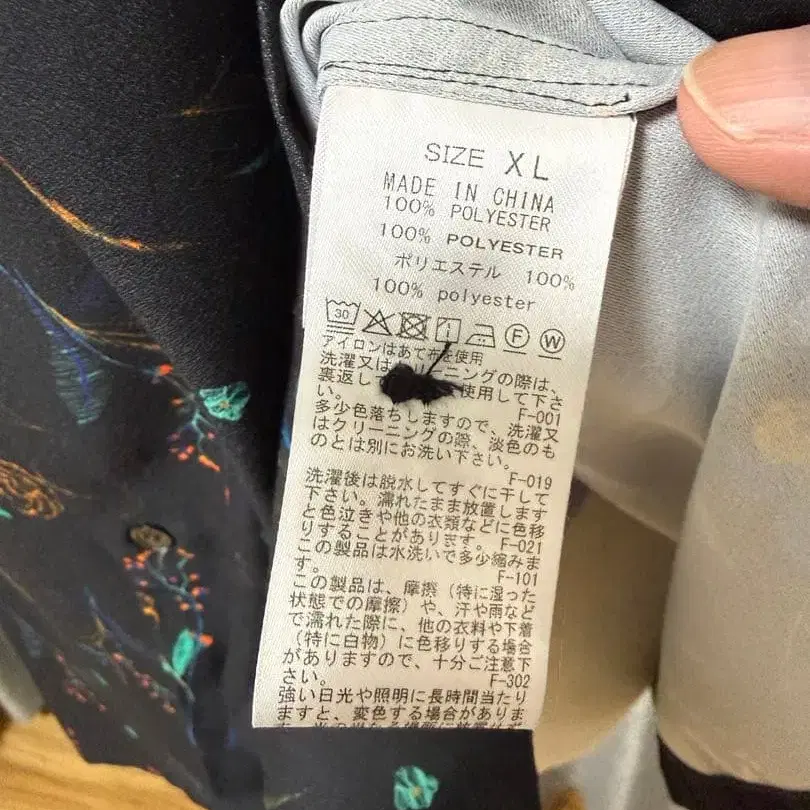 SIZE XL
MADE IN CHINA
100% POLYESTER
100% POLYESTER
ポリエステル 100%
100% polyester
30 F W
アイロンはあて布を使用
洗濯又はクリーニングの際は、
裏返して 使用して下さ
い。 F-001
多少色落ちしますので、洗濯又
はクリーニングの際、淡色のも
のとは別にお洗い下さい。
F-019
洗濯後は脱水してすぐに干して
下さい。濡れたまま放置します
と色泣きや他の衣類などに色移
りすることがあります。 F-021
この製品は水洗いで多少縮みま
す。 F-101
この製品は、摩擦（特に湿った
状態での摩擦）や、汗や雨など
で濡れた際に、他の衣料や下着
（特に白物）に色移りする場合
がありますので、十分ご注意下
さい。 F-302
強い日光や照明に長時間当たり
ますと、変色する場合がありま